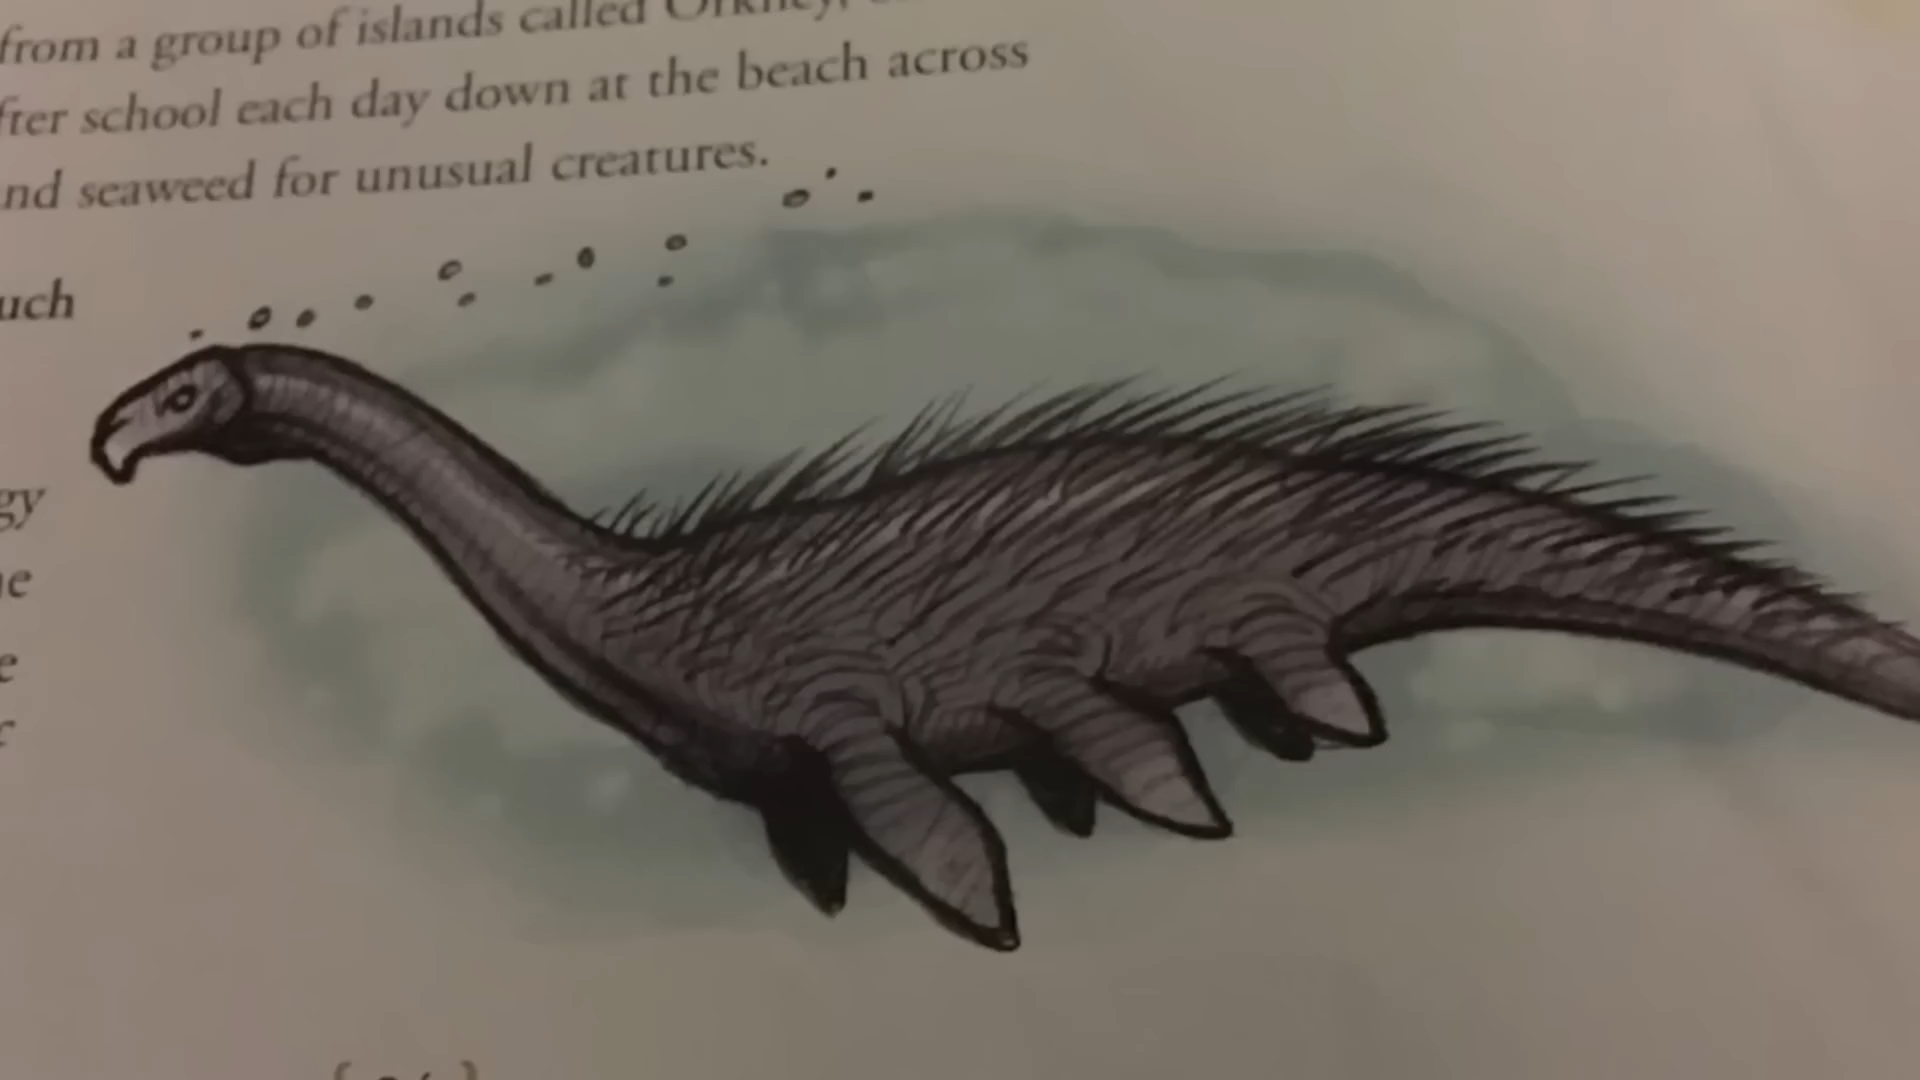 from a group of islands called Orkney,
fter school each day down at the beach across
nd seaweed for unusual creatures.
uch
gy
e
e